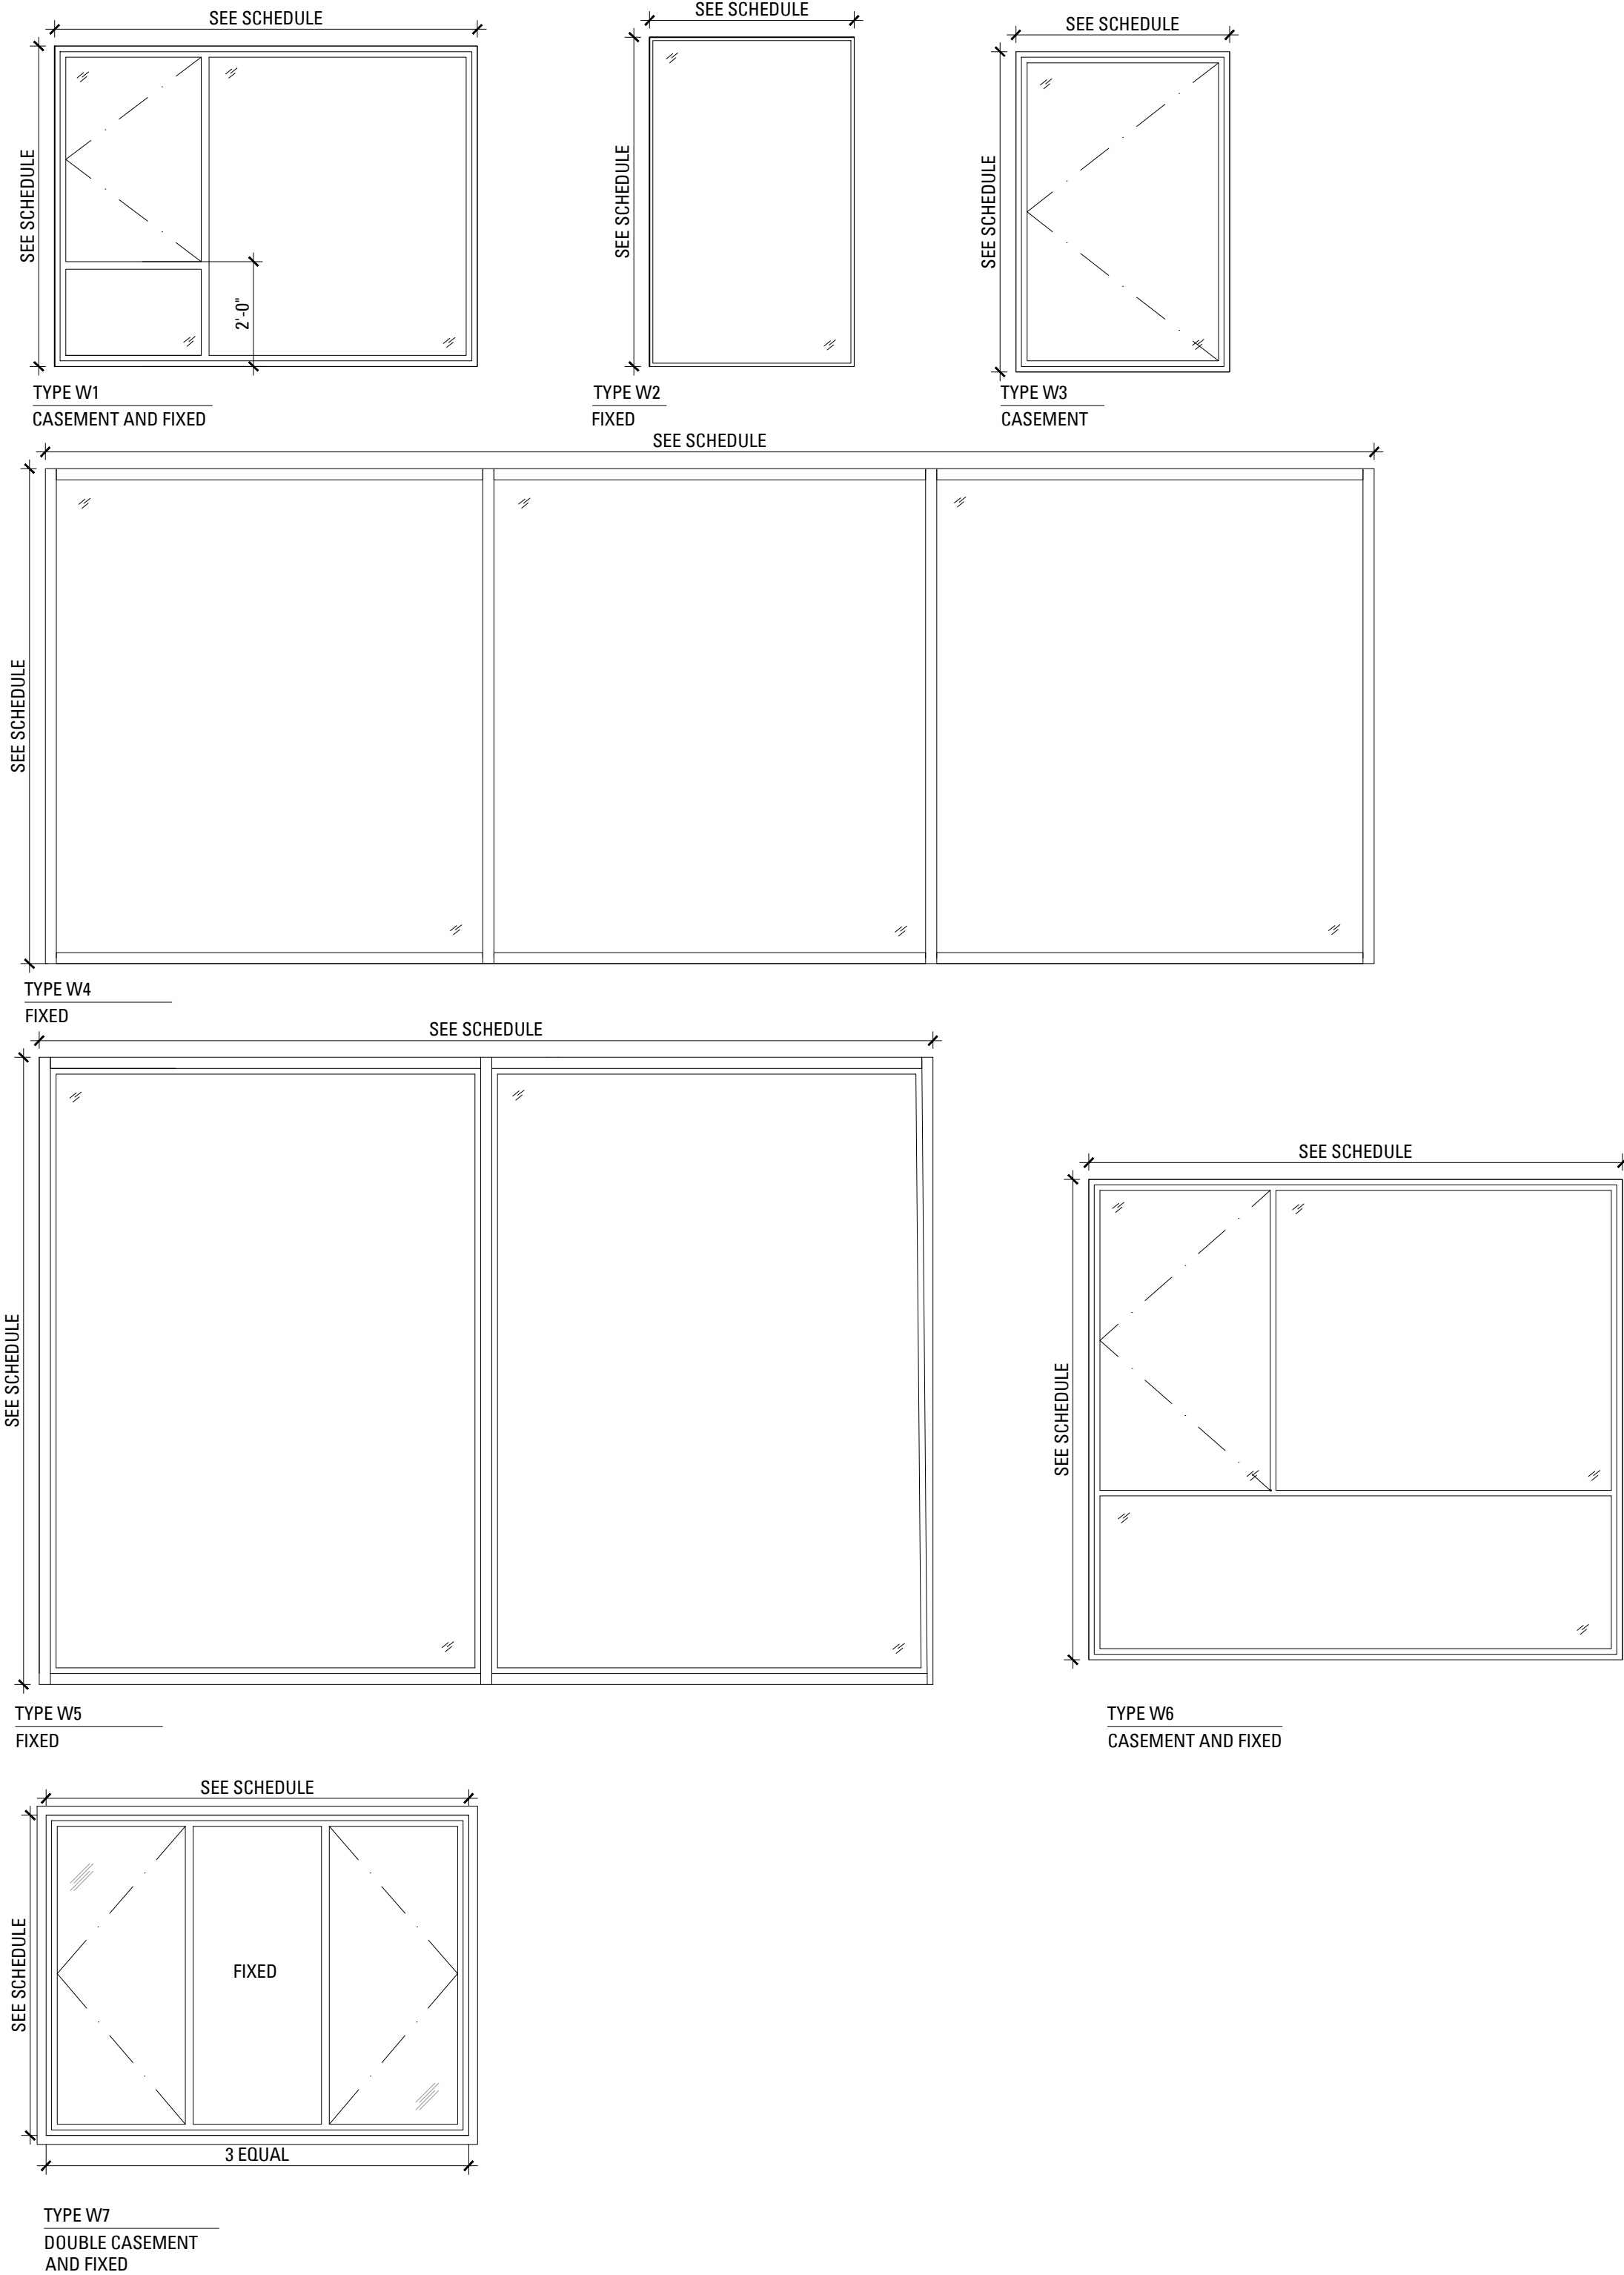 SEE SCHEDULE
SEE SCHEDULE
2'-0"
TYPE W1
CASEMENT AND FIXED
SEE SCHEDULE
SEE SCHEDULE
TYPE W2
FIXED
SEE SCHEDULE
SEE SCHEDULE
TYPE W3
CASEMENT
SEE SCHEDULE
SEE SCHEDULE
TYPE W4
FIXED
SEE SCHEDULE
SEE SCHEDULE
TYPE W5
FIXED
SEE SCHEDULE
SEE SCHEDULE
TYPE W6
CASEMENT AND FIXED
SEE SCHEDULE
SEE SCHEDULE
FIXED
3 EQUAL
TYPE W7
DOUBLE CASEMENT
AND FIXED